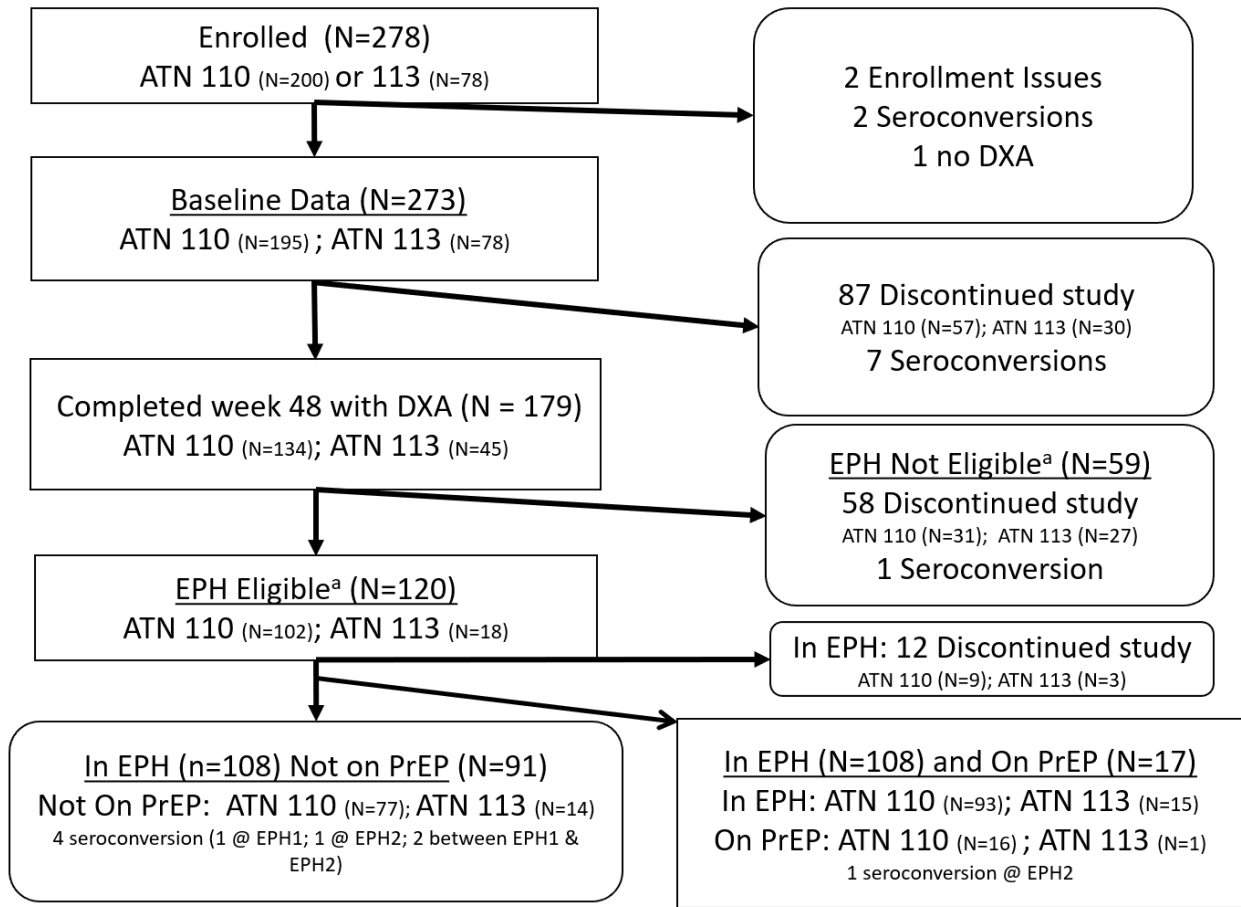 Enrolled (N=278)
ATN 110 (N=200) or 113 (N=78)
2 Enrollment Issues
2 Seroconversions
1 no DXA
Baseline Data (N=273)
ATN 110 (N=195) ; ATN 113 (N=78)
87 Discontinued study
ATN 110 (N=57); ATN 113 (N=30)
7 Seroconversions
Completed week 48 with DXA (N = 179)
ATN 110 (N=134); ATN 113 (N=45)
EPH Not Eligibleᵃ (N=59)
58 Discontinued study
ATN 110 (N=31); ATN 113 (N=27)
1 Seroconversion
EPH Eligibleᵃ (N=120)
ATN 110 (N=102); ATN 113 (N=18)
In EPH: 12 Discontinued study
ATN 110 (N=9); ATN 113 (N=3)
In EPH (n=108) Not on PrEP (N=91)
Not On PrEP: ATN 110 (N=77); ATN 113 (N=14)
4 seroconversion (1 @ EPH1; 1 @ EPH2; 2 between EPH1 &
EPH2)
In EPH (N=108) and On PrEP (N=17)
In EPH: ATN 110 (N=93); ATN 113 (N=15)
On PrEP: ATN 110 (N=16) ; ATN 113 (N=1)
1 seroconversion @ EPH2